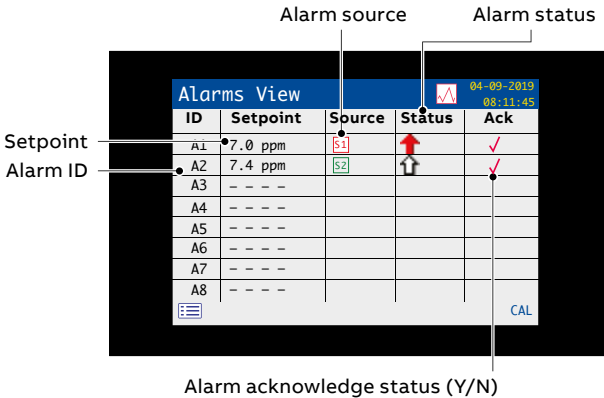 Alarm source Alarm status
Alarms View 04-09-2019
08:11:45
ID Setpoint Source Status Ack
Setpoint
A1 7.0 ppm S1
Alarm ID
A2 7.4 ppm S2
A3 – – – –
A4 – – – –
A5 – – – –
A6 – – – –
A7 – – – –
A8 – – – –
CAL
Alarm acknowledge status (Y/N)